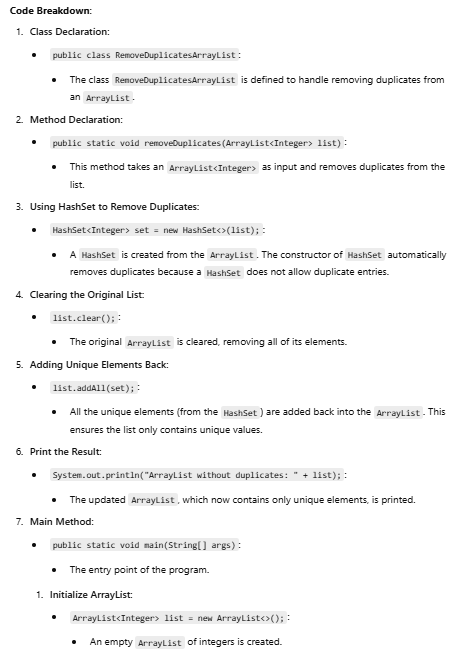 Code Breakdown:
1. Class Declaration:
• public class RemoveDuplicatesArrayList:
• The class RemoveDuplicatesArrayList is defined to handle removing duplicates from
an ArrayList.
2. Method Declaration:
• public static void removeDuplicates(ArrayList<Integer> list):
• This method takes an ArrayList<Integer> as input and removes duplicates from the
list.
3. Using HashSet to Remove Duplicates:
• HashSet<Integer> set = new HashSet<>(list);:
• A HashSet is created from the ArrayList. The constructor of HashSet automatically
removes duplicates because a HashSet does not allow duplicate entries.
4. Clearing the Original List:
• list.clear();:
• The original ArrayList is cleared, removing all of its elements.
5. Adding Unique Elements Back:
• list.addAll(set);:
• All the unique elements (from the HashSet) are added back into the ArrayList. This
ensures the list only contains unique values.
6. Print the Result:
• System.out.println("ArrayList without duplicates: " + list);:
• The updated ArrayList, which now contains only unique elements, is printed.
7. Main Method:
• public static void main(String[] args):
• The entry point of the program.
1. Initialize ArrayList:
• ArrayList<Integer> list = new ArrayList<>();:
• An empty ArrayList of integers is created.